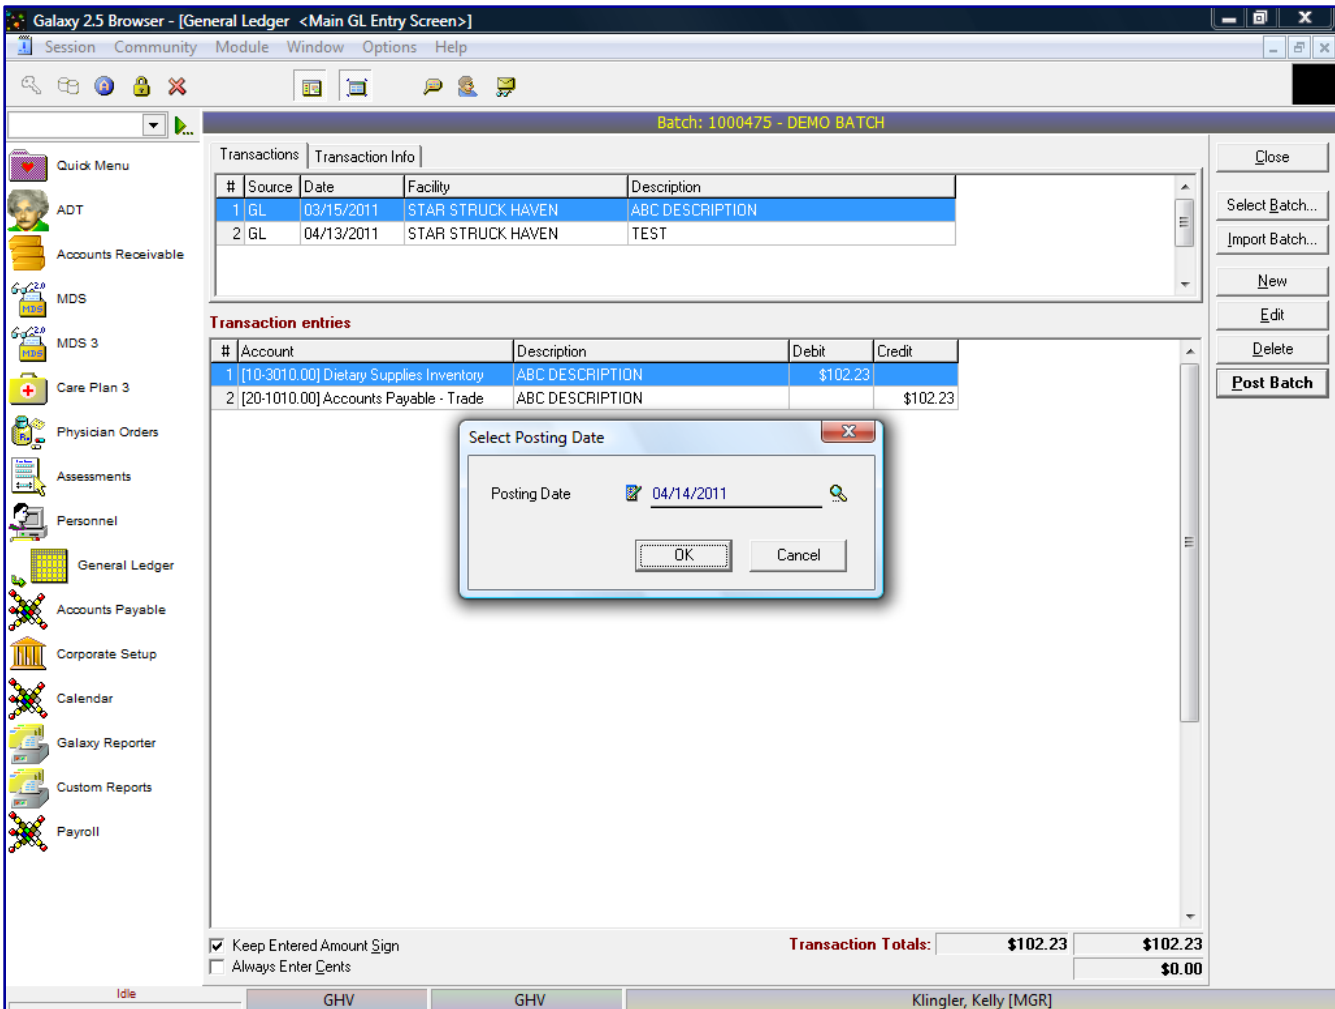 Galaxy 2.5 Browser - [General Ledger <Main GL Entry Screen>]
Session Community Module Window Options Help
Batch: 1000475 - DEMO BATCH
Quick Menu
ADT
Accounts Receivable
MDS
MDS 3
Care Plan 3
Physician Orders
Assessments
Personnel
General Ledger
Accounts Payable
Corporate Setup
Calendar
Galaxy Reporter
Custom Reports
Payroll
Transactions Transaction Info
# Source Date Facility Description
1 GL 03/15/2011 STAR STRUCK HAVEN ABC DESCRIPTION
2 GL 04/13/2011 STAR STRUCK HAVEN TEST
Transaction entries
# Account Description Debit Credit
1 [10-3010.00] Dietary Supplies Inventory ABC DESCRIPTION $102.23
2 [20-1010.00] Accounts Payable - Trade ABC DESCRIPTION $102.23
Select Posting Date
Posting Date 04/14/2011
OK Cancel
Close
Select Batch...
Import Batch...
New
Edit
Delete
Post Batch
Keep Entered Amount Sign
Always Enter Cents
Transaction Totals: $102.23 $102.23
$0.00
Idle GHV GHV Klingler, Kelly [MGR]